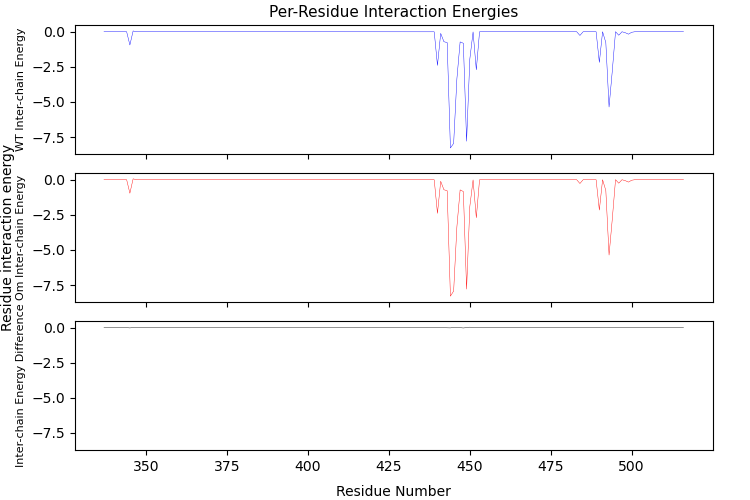 Per-Residue Interaction Energies
0.0
−2.5
−5.0
−7.5
WT Inter-chain Energy
0.0
−2.5
−5.0
−7.5
Om Inter-chain Energy
Residue interaction energy
0.0
−2.5
−5.0
−7.5
Inter-chain Energy Difference
350 375 400 425 450 475 500
Residue Number